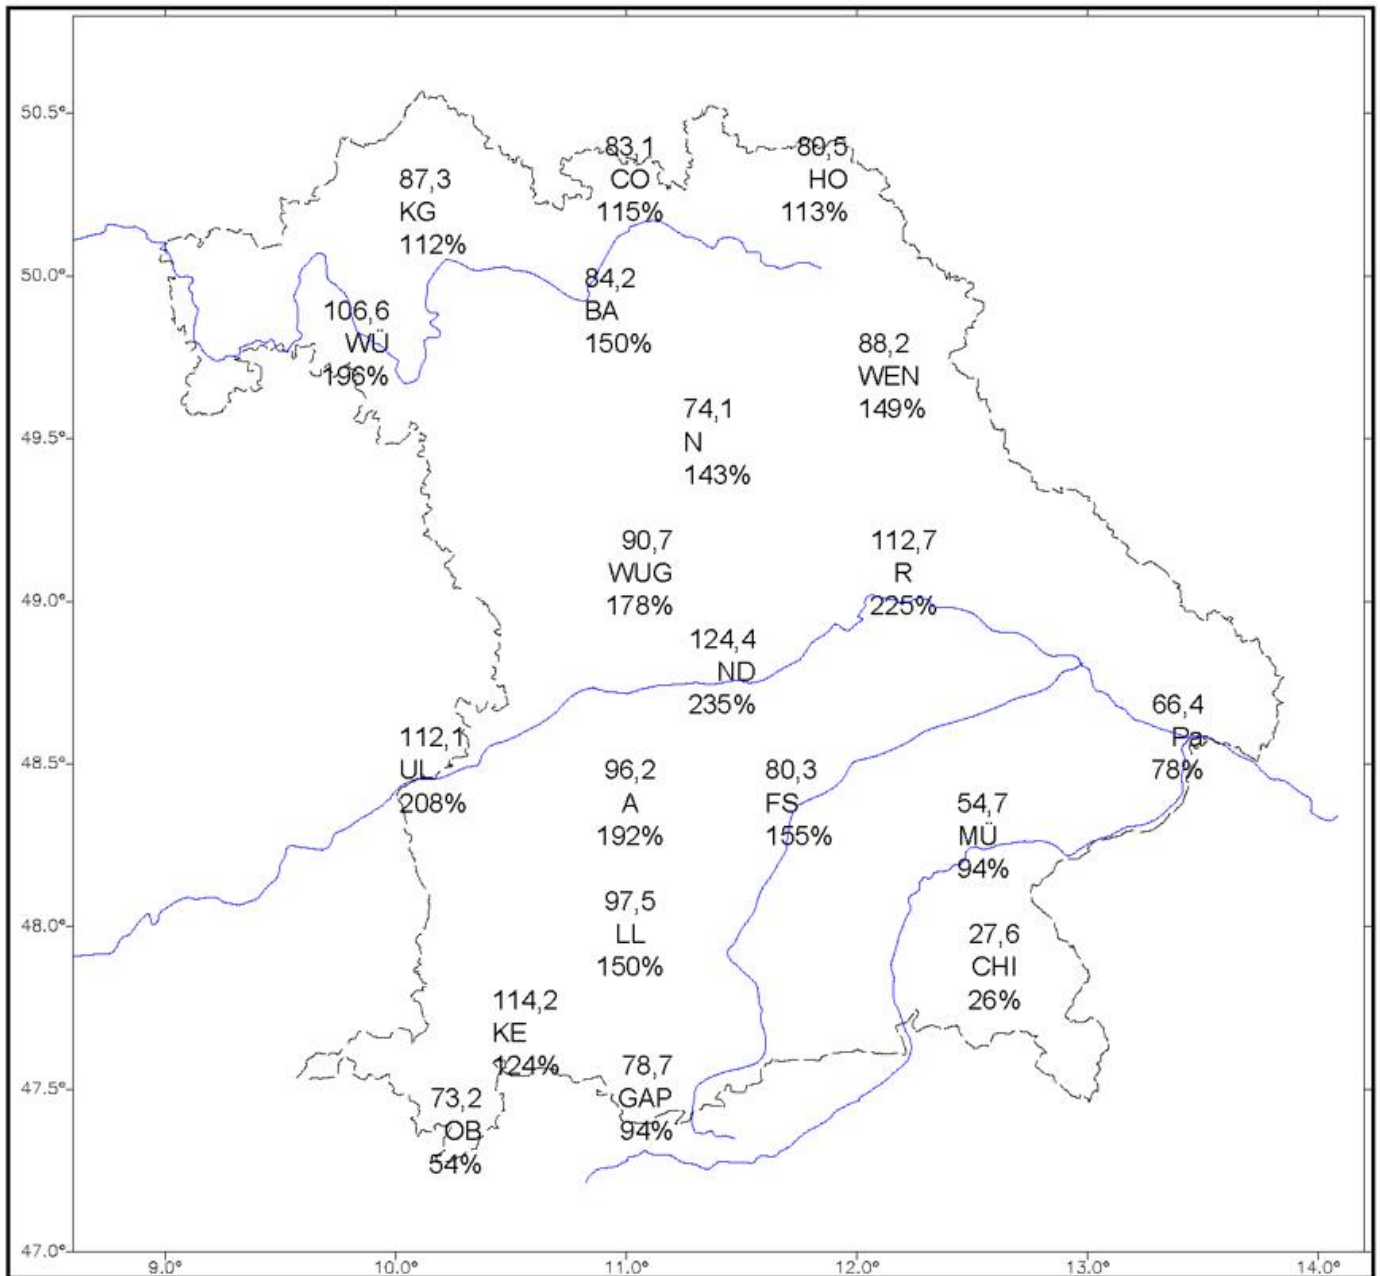 50.5°
83,1
CO
115%
80,5
HO
113%
87,3
KG
112%
50.0°
84,2
BA
150%
106,6
WÜ
196%
88,2
WEN
149%
49.5°
74,1
N
143%
90,7
WUG
178%
112,7
R
225%
49.0°
124,4
ND
235%
66,4
Pa
78%
112,1
UL
208%
48.5°
96,2
A
192%
80,3
FS
155%
54,7
MÜ
94%
97,5
LL
150%
48.0°
27,6
CHI
26%
114,2
KE
124%
78,7
GAP
94%
47.5°
73,2
OB
54%
47.0°
9.0°
10.0°
11.0°
12.0°
13.0°
14.0°